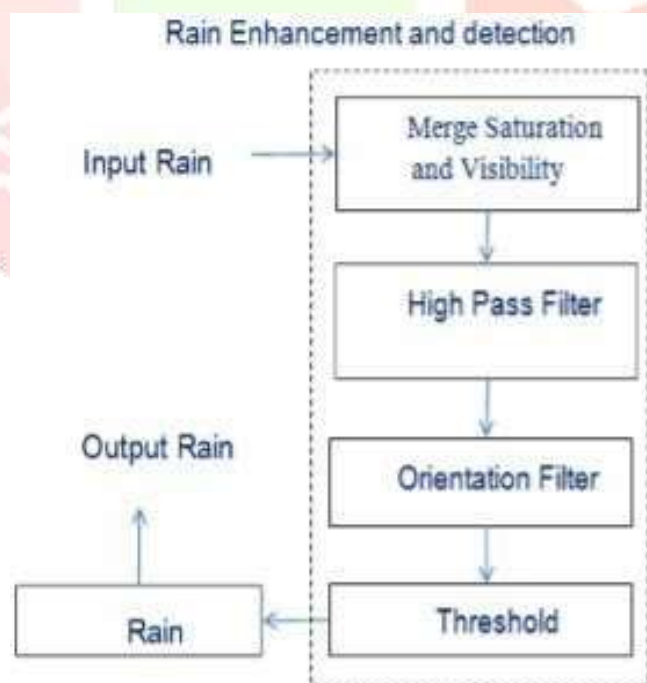 Rain Enhancement and detection
Input Rain
Merge Saturation
and Visibility
High Pass Filter
Orientation Filter
Threshold
Rain
Output Rain